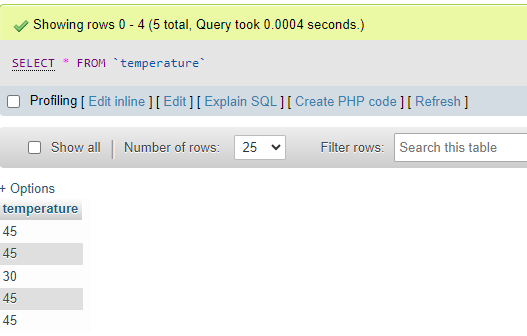 Showing rows 0 - 4 (5 total, Query took 0.0004 seconds.)
SELECT * FROM `temperature`
Profiling [ Edit inline ] [ Edit ] [ Explain SQL ] [ Create PHP code ] [ Refresh ]
Show all | Number of rows: 25 Filter rows: Search this table
+ Options
temperature
45
45
30
45
45